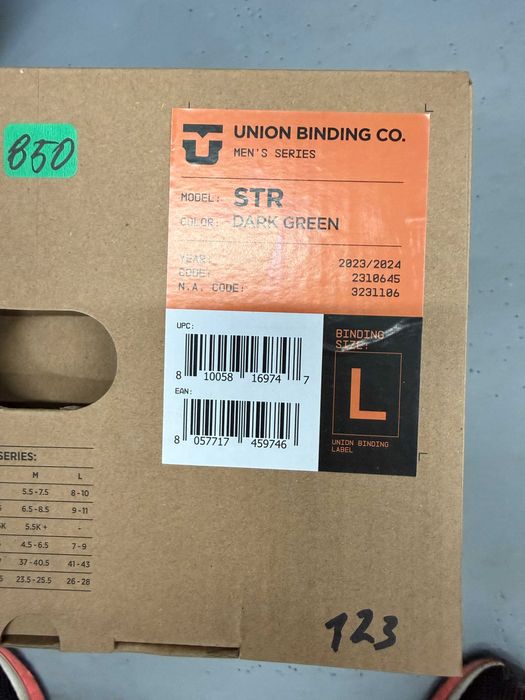 850
UNION BINDING CO.
MEN'S SERIES
MODEL: STR
COLOR: DARK GREEN
YEAR: 2023/2024
CODE: 2310645
N.A. CODE: 3231106
UPC:
8 10058 16974 7
EAN:
8 057717 459746
BINDING
SIZE:
L
UNION BINDING
LABEL
SERIES:
M L
5.5-7.5 8-10
6.5-8.5 9-11
5.5K + -
4.5-6.5 7-9
37-40.5 41-43
23.5-25.5 26-28
123